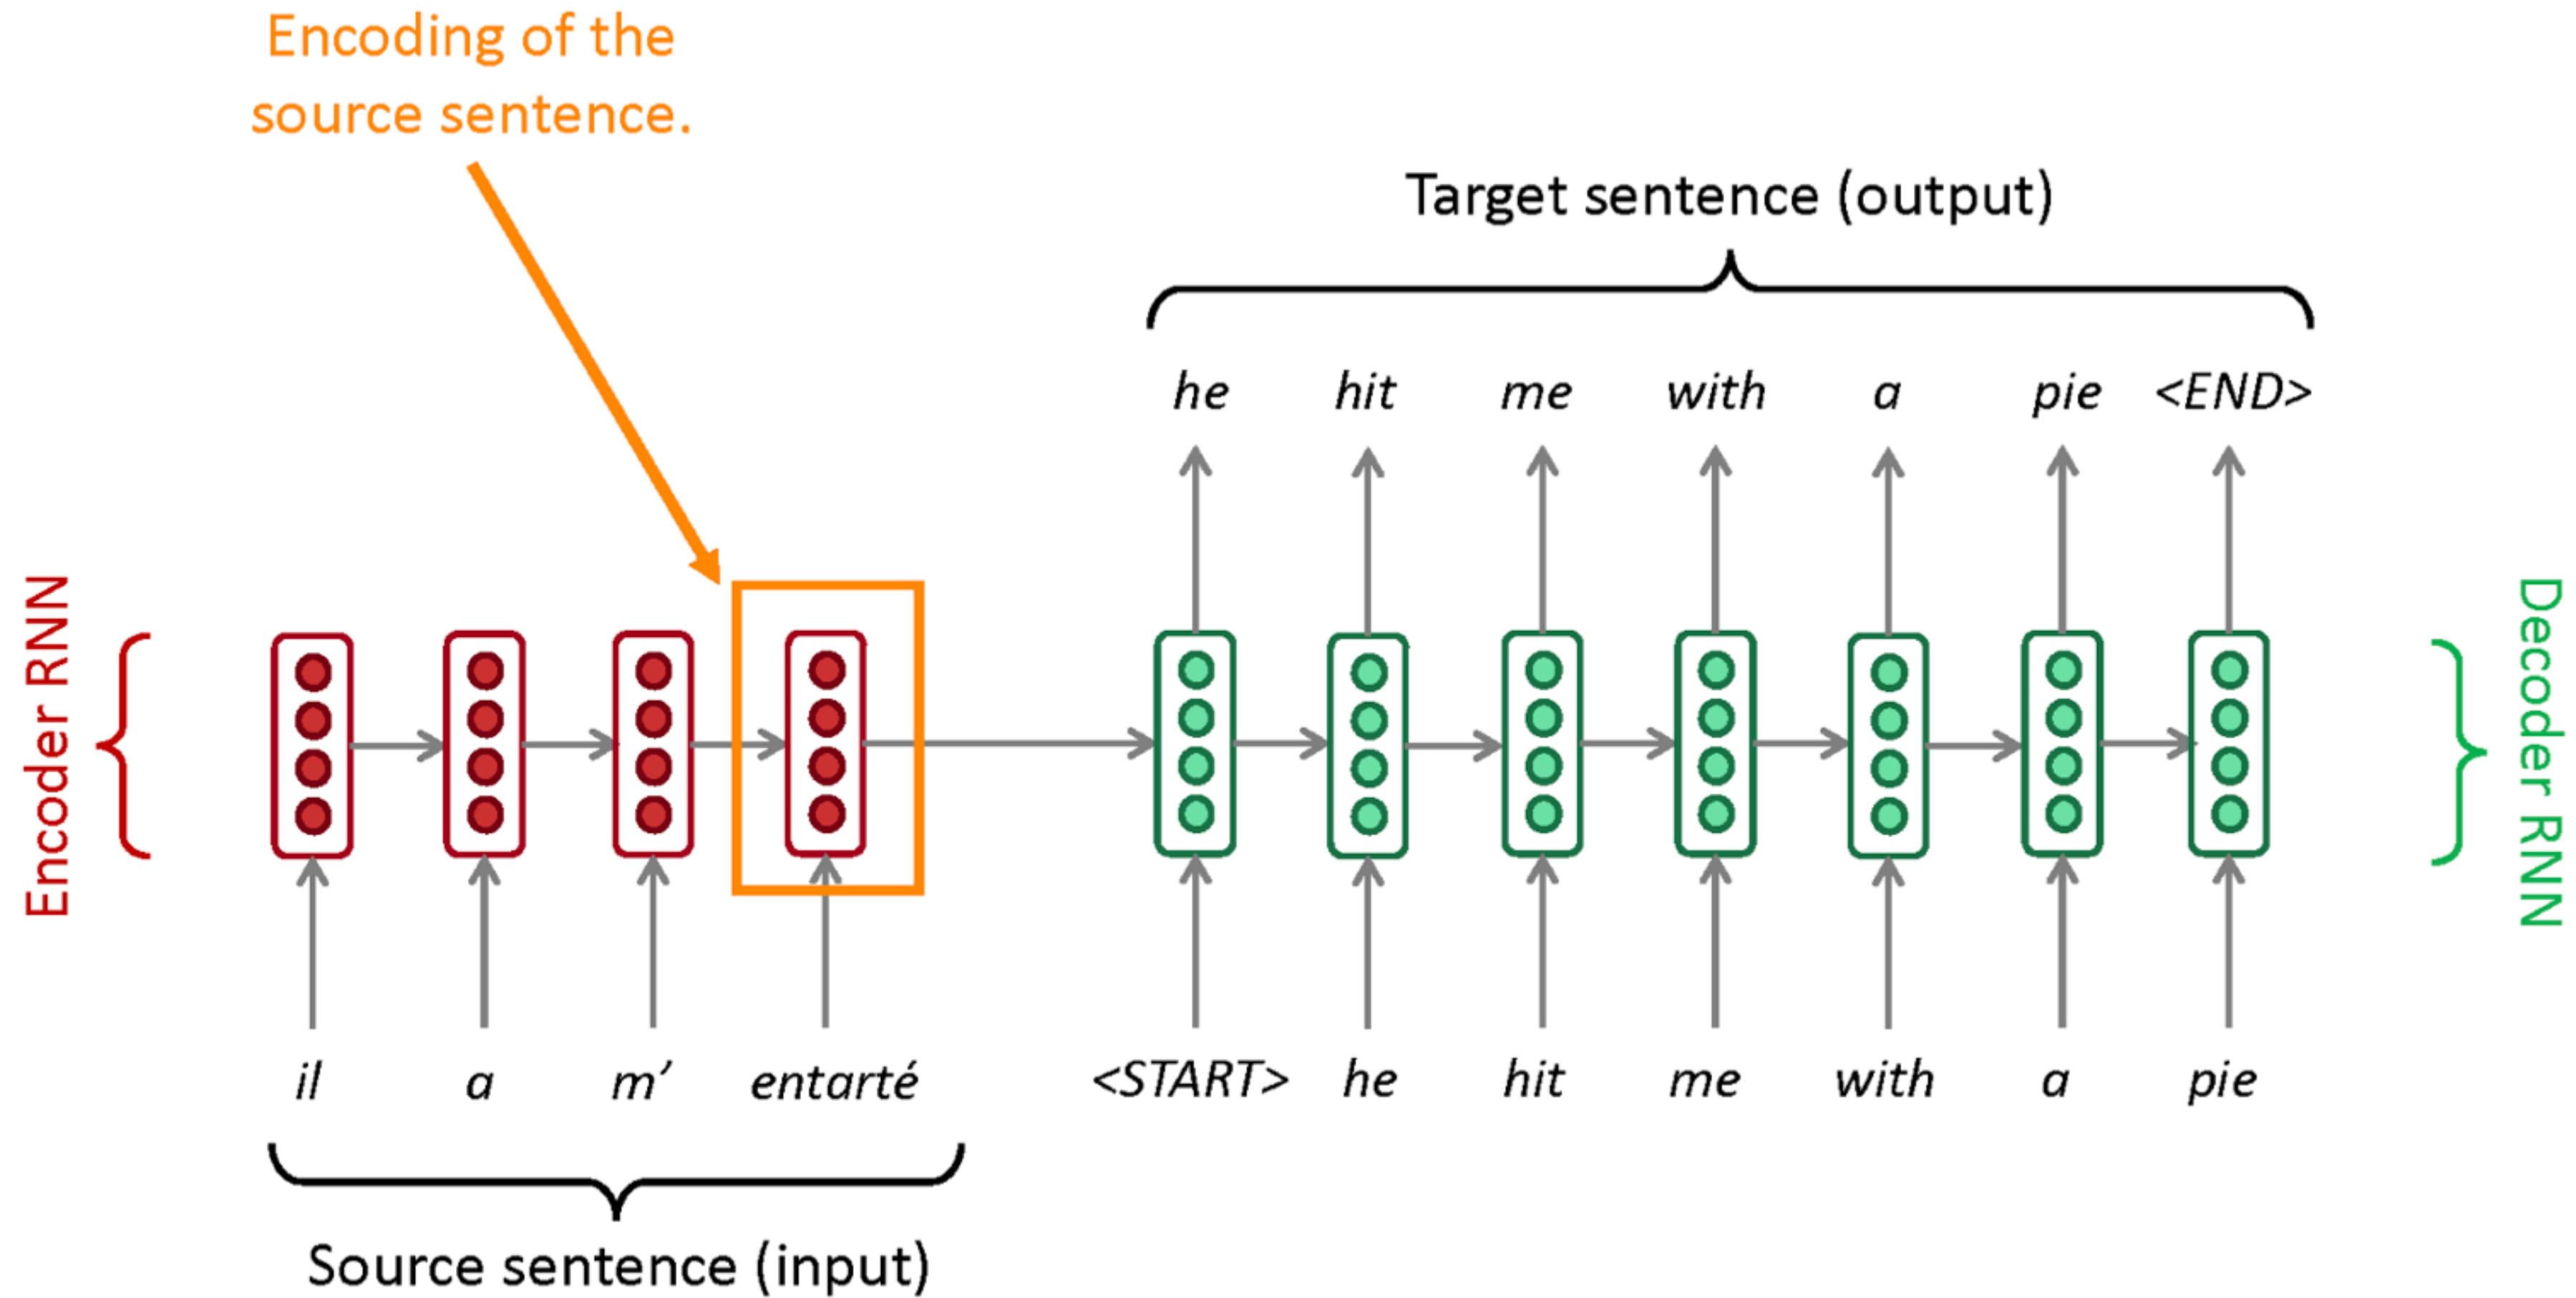 Encoding of the
source sentence.
Target sentence (output)
he hit me with a pie <END>
Encoder RNN
Decoder RNN
il a m’ entarté <START> he hit me with a pie
Source sentence (input)